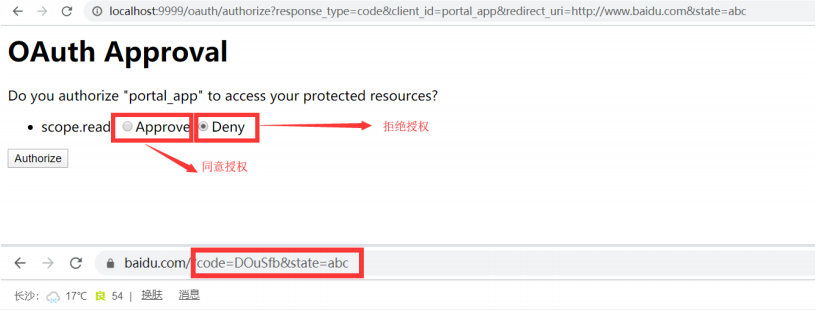 localhost:9999/oauth/authorize?response_type=code&client_id=portal_app&redirect_uri=http://www.baidu.com&state=abc
OAuth Approval
Do you authorize "portal_app" to access your protected resources?
scope.read Approve Deny
拒绝授权
Authorize
同意授权
baidu.com/?code=DOuSfb&state=abc
长沙: 17℃ 良 54 | 换肤 消息